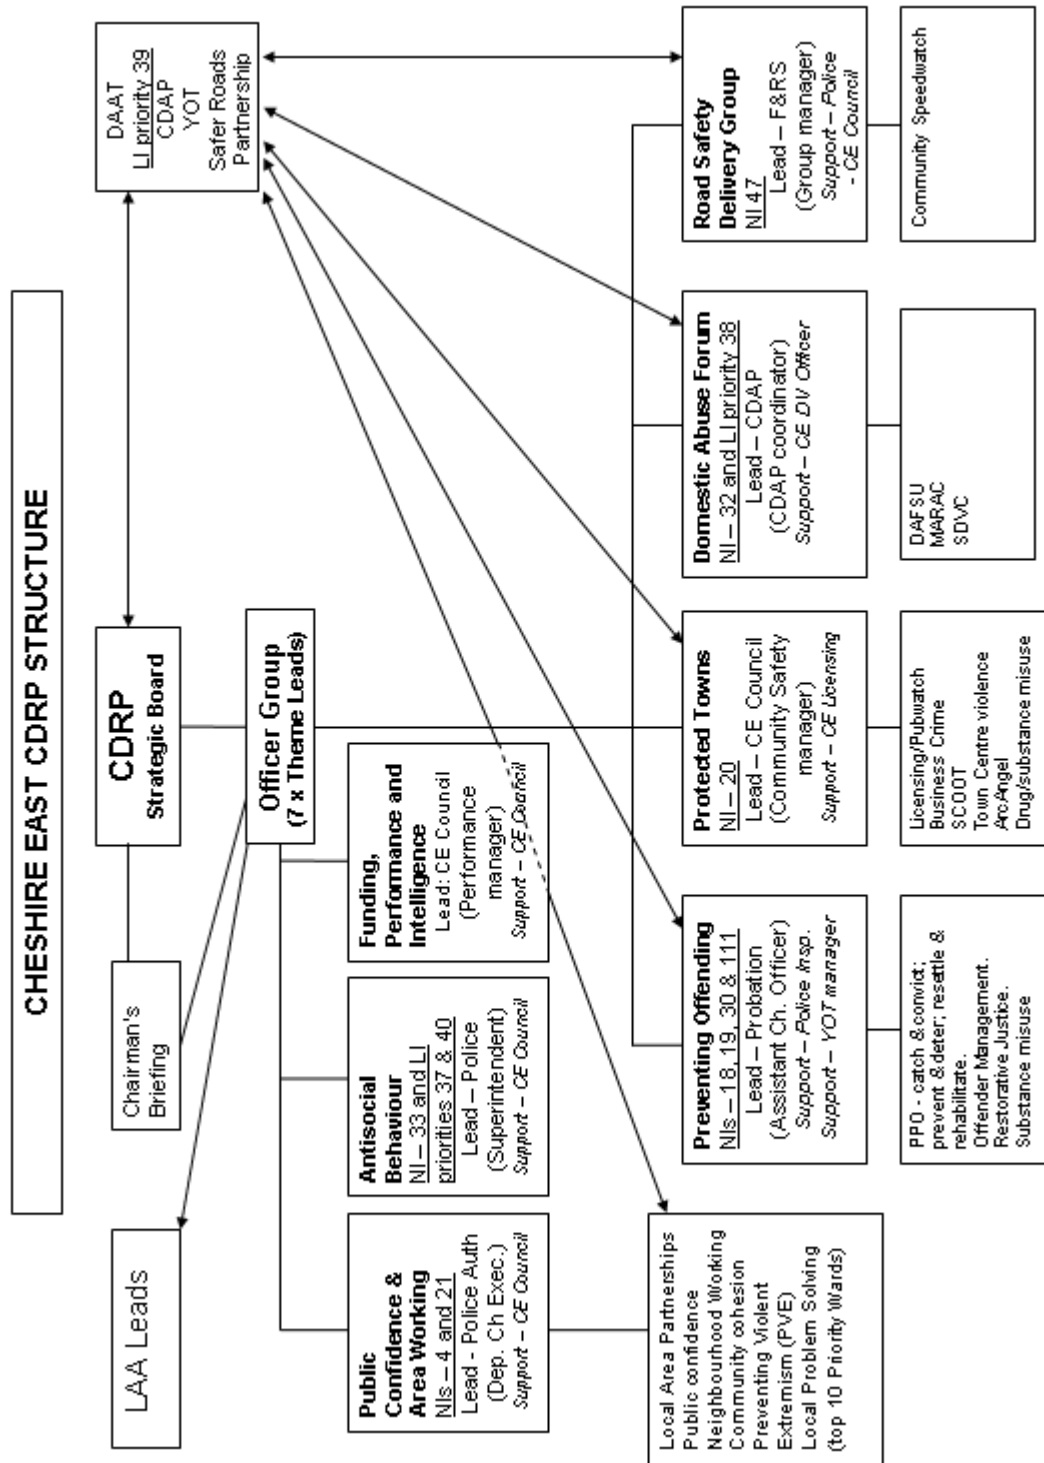 CHESHIRE EAST CDRP STRUCTURE
LAA Leads
Chairman's
Briefing
CDRP
Strategic Board
DAAT
LI priority 39
CDAP
YOT
Safer Roads
Partnership
Officer Group
(7 x Theme Leads)
Public
Confidence &
Area Working
NIs – 4 and 21
Lead - Police Auth
(Dep. Ch Exec.)
Support – CE Council
Antisocial
Behaviour
NI – 33 and LI
priorities 37 & 40
Lead – Police
(Superintendent)
Support – CE Council
Funding,
Performance and
Intelligence
Lead: CE Council
(Performance
manager)
Support – CE Council
Local Area Partnerships
Public confidence
Neighbourhood Working
Community cohesion
Preventing Violent
Extremism (PVE)
Local Problem Solving
(top 10 Priority Wards)
Preventing Offending
NIs – 18, 19, 30 & 111
Lead – Probation
(Assistant Ch. Officer)
Support – Police Insp.
Support – YOT manager
Protected Towns
NI – 20
Lead – CE Council
(Community Safety
manager)
Support – CE Licensing
Domestic Abuse Forum
NI – 32 and LI priority 38
Lead – CDAP
(CDAP coordinator)
Support – CE DV Officer
Road Safety
Delivery Group
NI 47
Lead – F&RS
(Group manager)
Support – Police
- CE Council
PPO - catch & convict;
prevent & deter; resettle &
rehabilitate.
Offender Management.
Restorative Justice.
Substance misuse
Licensing/Pubwatch
Business Crime
SCOOT
Town Centre violence
ArcAngel
Drug/substance misuse
DAFSU
MARAC
SDVC
Community Speedwatch